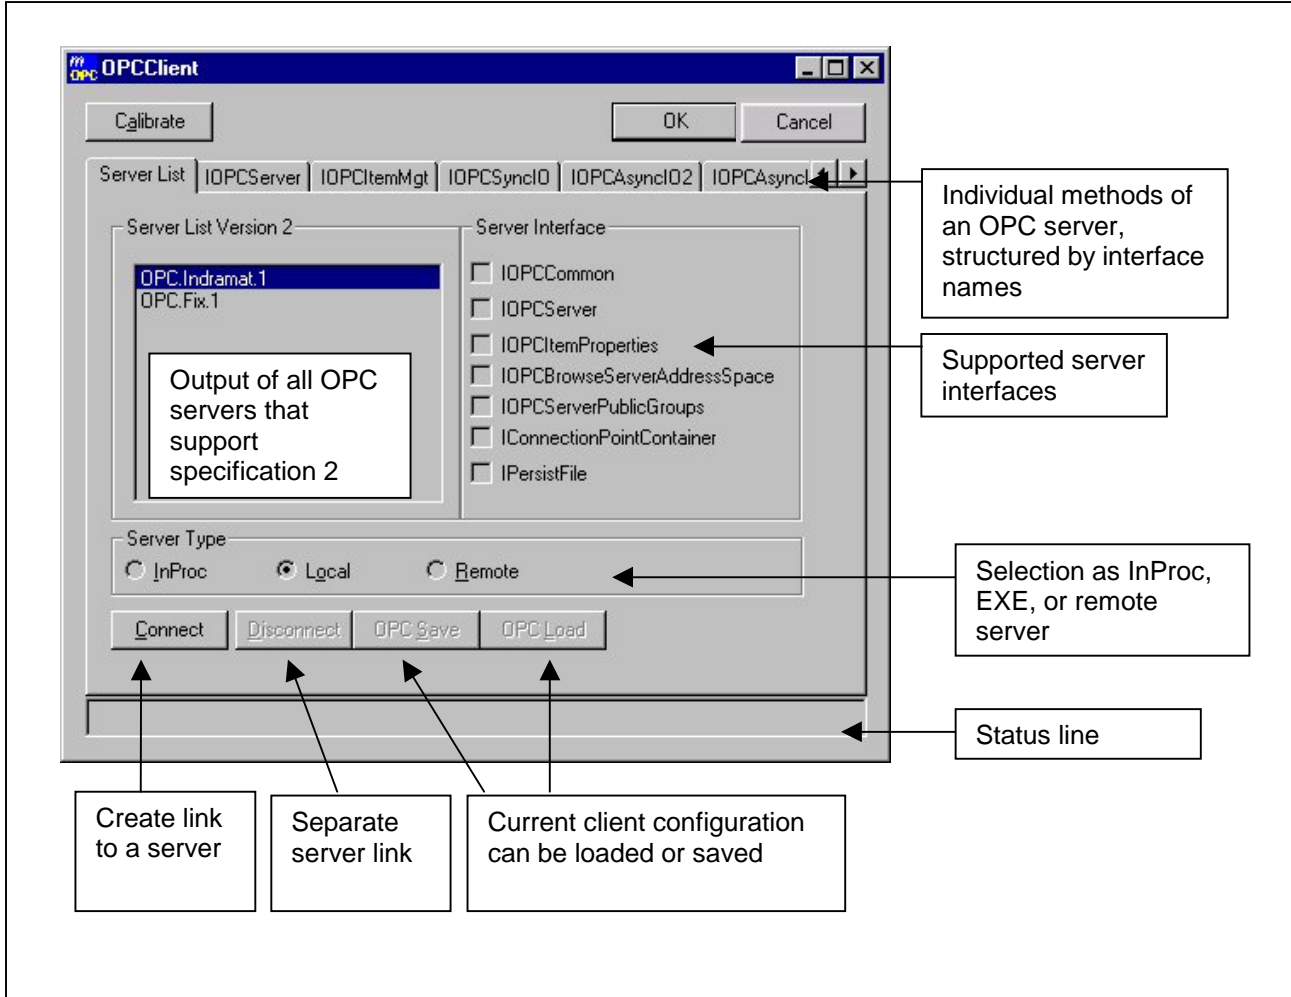 m
OPC OPCClient
Calibrate
OK
Cancel
Server List
IOPCServer
IOPCItemMgt
IOPCSyncIO
IOPCAsyncIO2
IOPCAsyncI
Server List Version 2
OPC.Indramat.1
OPC.Fix.1
Output of all OPC
servers that
support
specification 2
Server Interface
IOPCCommon
IOPCServer
IOPCItemProperties
IOPCBrowseServerAddressSpace
IOPCServerPublicGroups
IConnectionPointContainer
IPersistFile
Server Type
InProc
Local
Remote
Connect
Disconnect
OPC Save
OPC Load
Individual methods of
an OPC server,
structured by interface
names
Supported server
interfaces
Selection as InProc,
EXE, or remote
server
Status line
Create link
to a server
Separate
server link
Current client configuration
can be loaded or saved